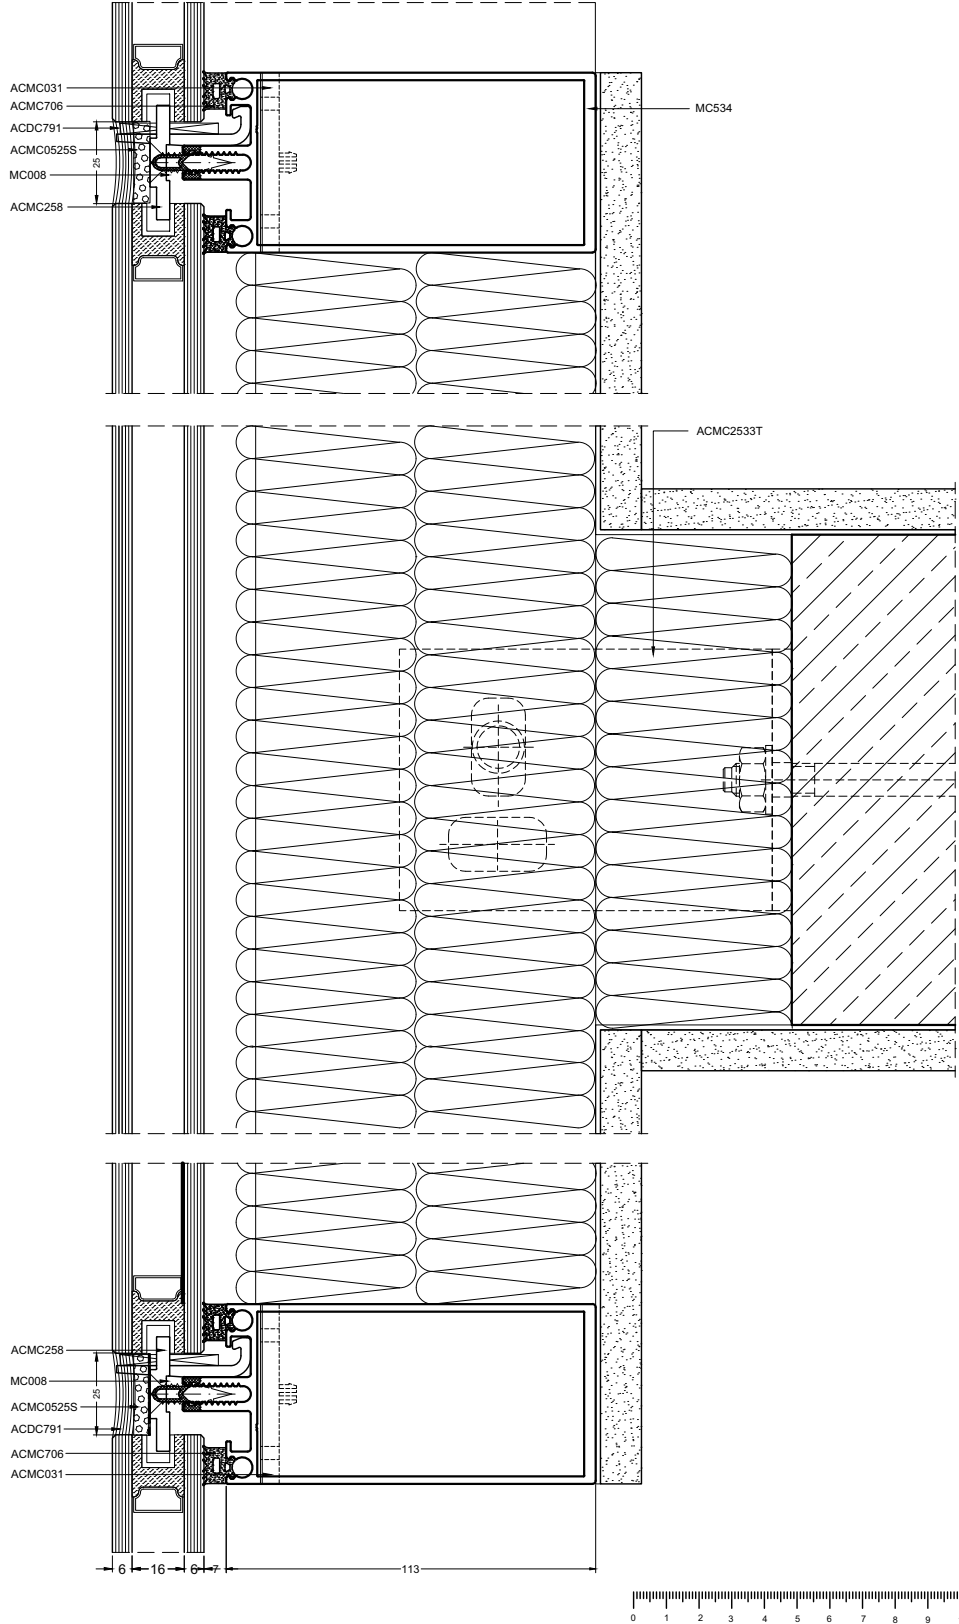 ACMC031
ACMC706
ACDC791
ACMC0525S
MC008
ACMC258
25
MC534
ACMC2533T
ACMC258
MC008
ACMC0525S
ACDC791
ACMC706
ACMC031
25
6 16 6 7 113
0 1 2 3 4 5 6 7 8 9